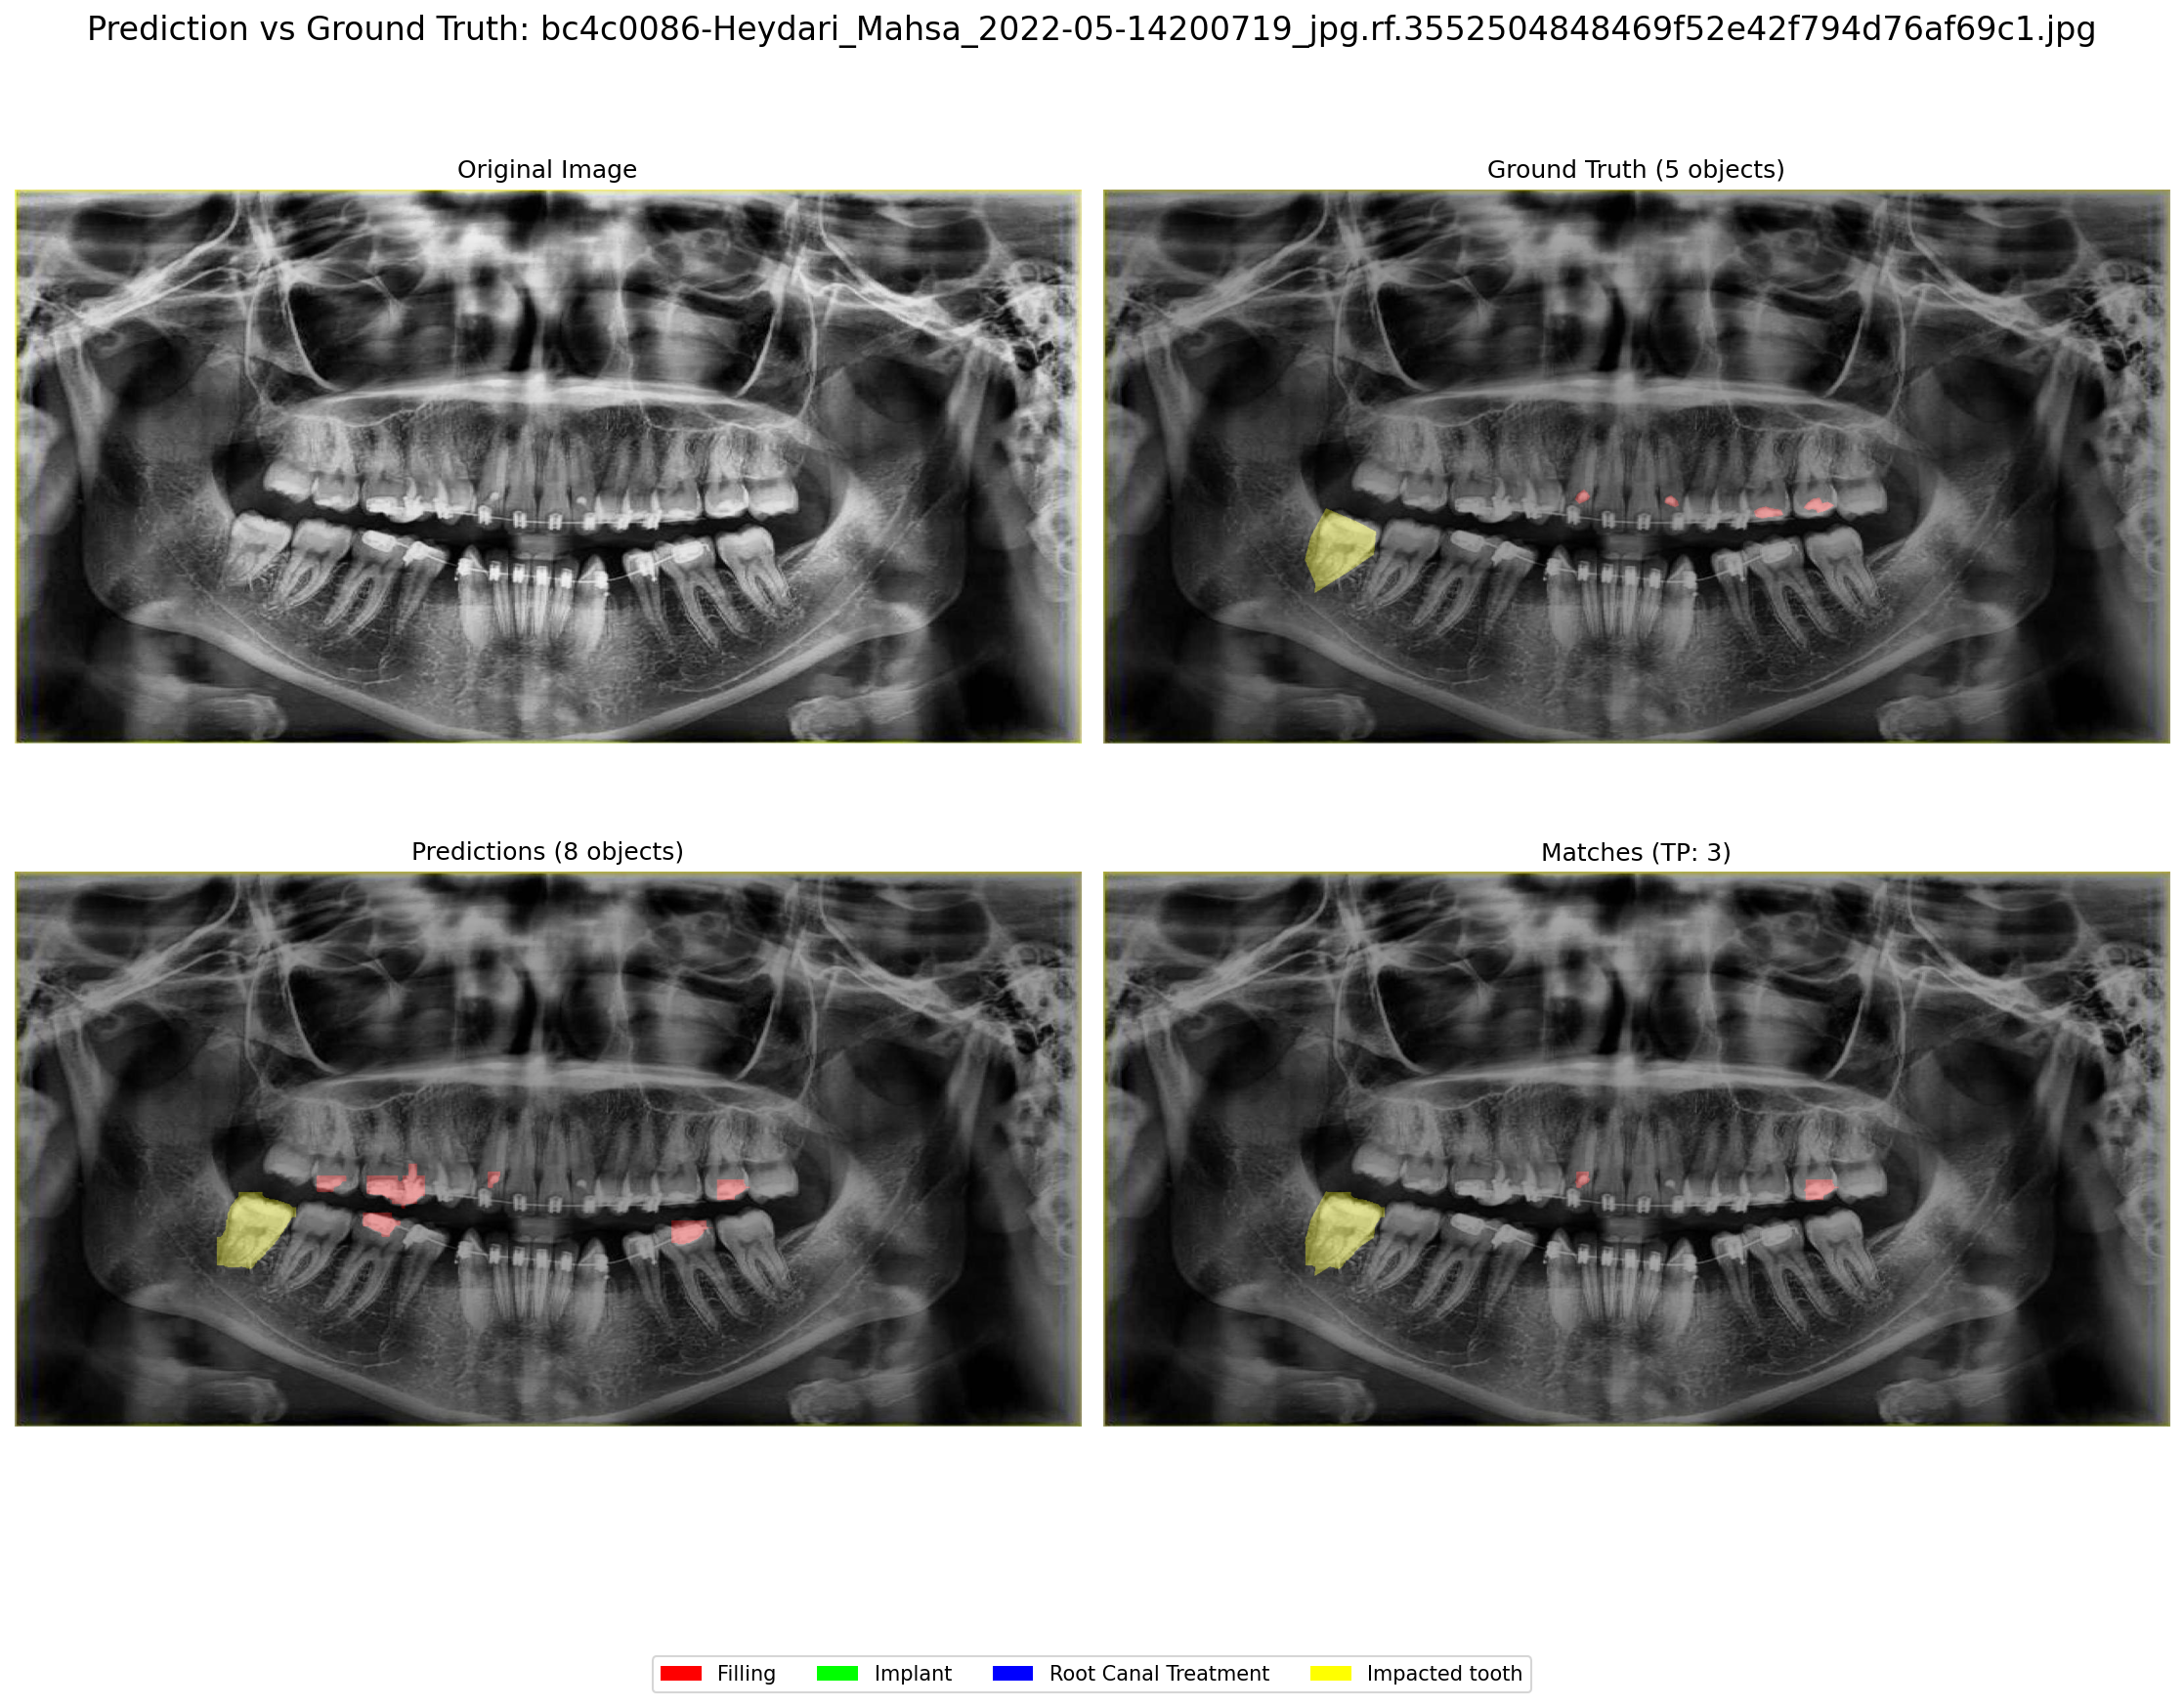 Prediction vs Ground Truth: bc4c0086-Heydari_Mahsa_2022-05-14200719_jpg.rf.3552504848469f52e42f794d76af69c1.jpg
Original Image
Ground Truth (5 objects)
Predictions (8 objects)
Matches (TP: 3)
Filling
Implant
Root Canal Treatment
Impacted tooth